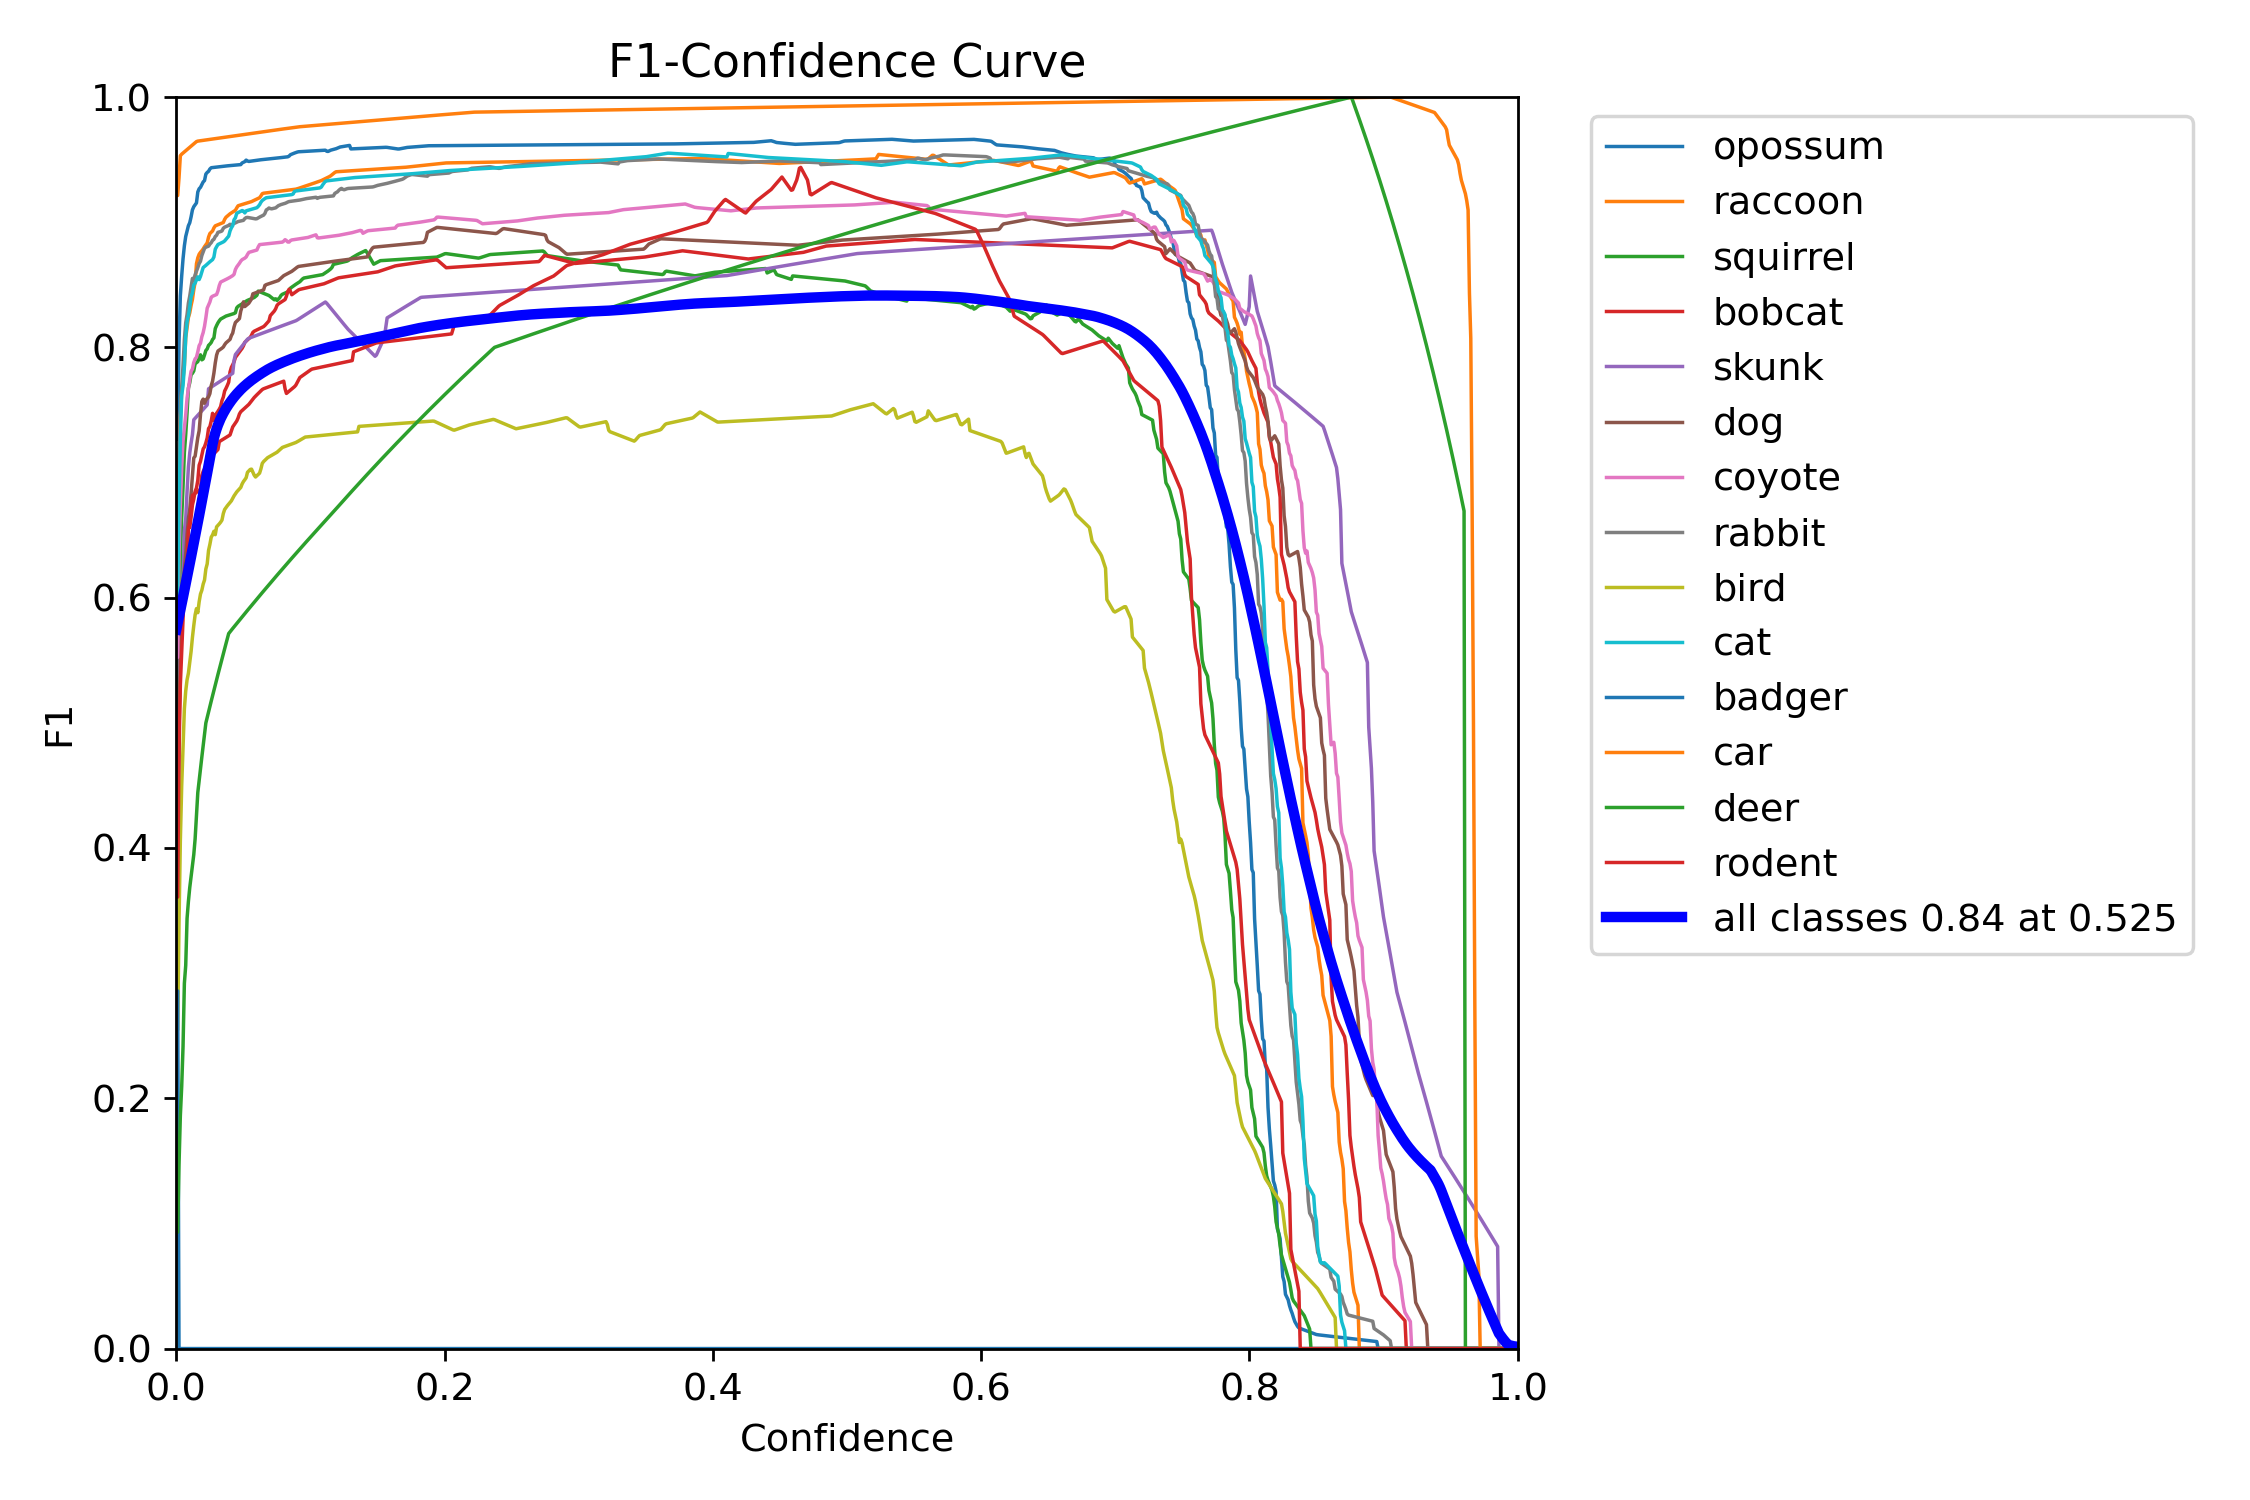 F1-Confidence Curve
1.0
0.8
0.6
0.4
0.2
0.0
F1
0.0 0.2 0.4 0.6 0.8 1.0
Confidence
opossum
raccoon
squirrel
bobcat
skunk
dog
coyote
rabbit
bird
cat
badger
car
deer
rodent
all classes 0.84 at 0.525